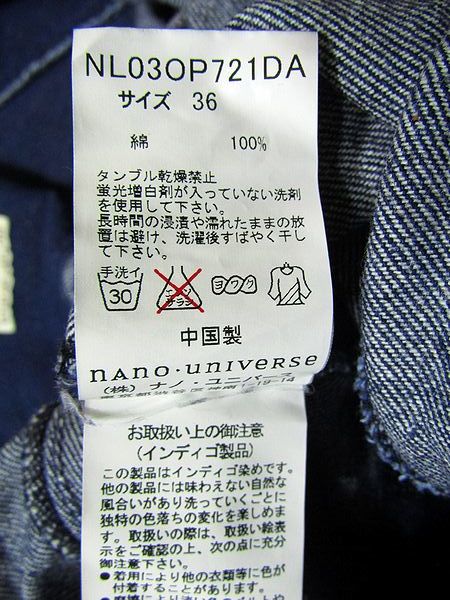 NL03OP721DA
サイズ 36
綿 100%
タンブル乾燥禁止
蛍光増白剤が入っていない洗剤
を使用して下さい。
長時間の浸漬や濡れたままの放
置は避け、洗濯後すばやく干し
て下さい。
手洗イ
30
エンソ
サラシ
ヨワク
中国製
nano・universe
(株) ナノ・ユニバース
お取扱い上の御注意
(インディゴ製品)
この製品はインディゴ染めです。
他の製品には味わえない自然な
風合いがあり洗っていくごとに
独特の色落ちの変化を楽しめま
す。取扱いの際は、取扱い絵表
示をご確認の上、次の点に充分
御注意下さい。
●着用により他の衣類等に色が
付着することがあります。